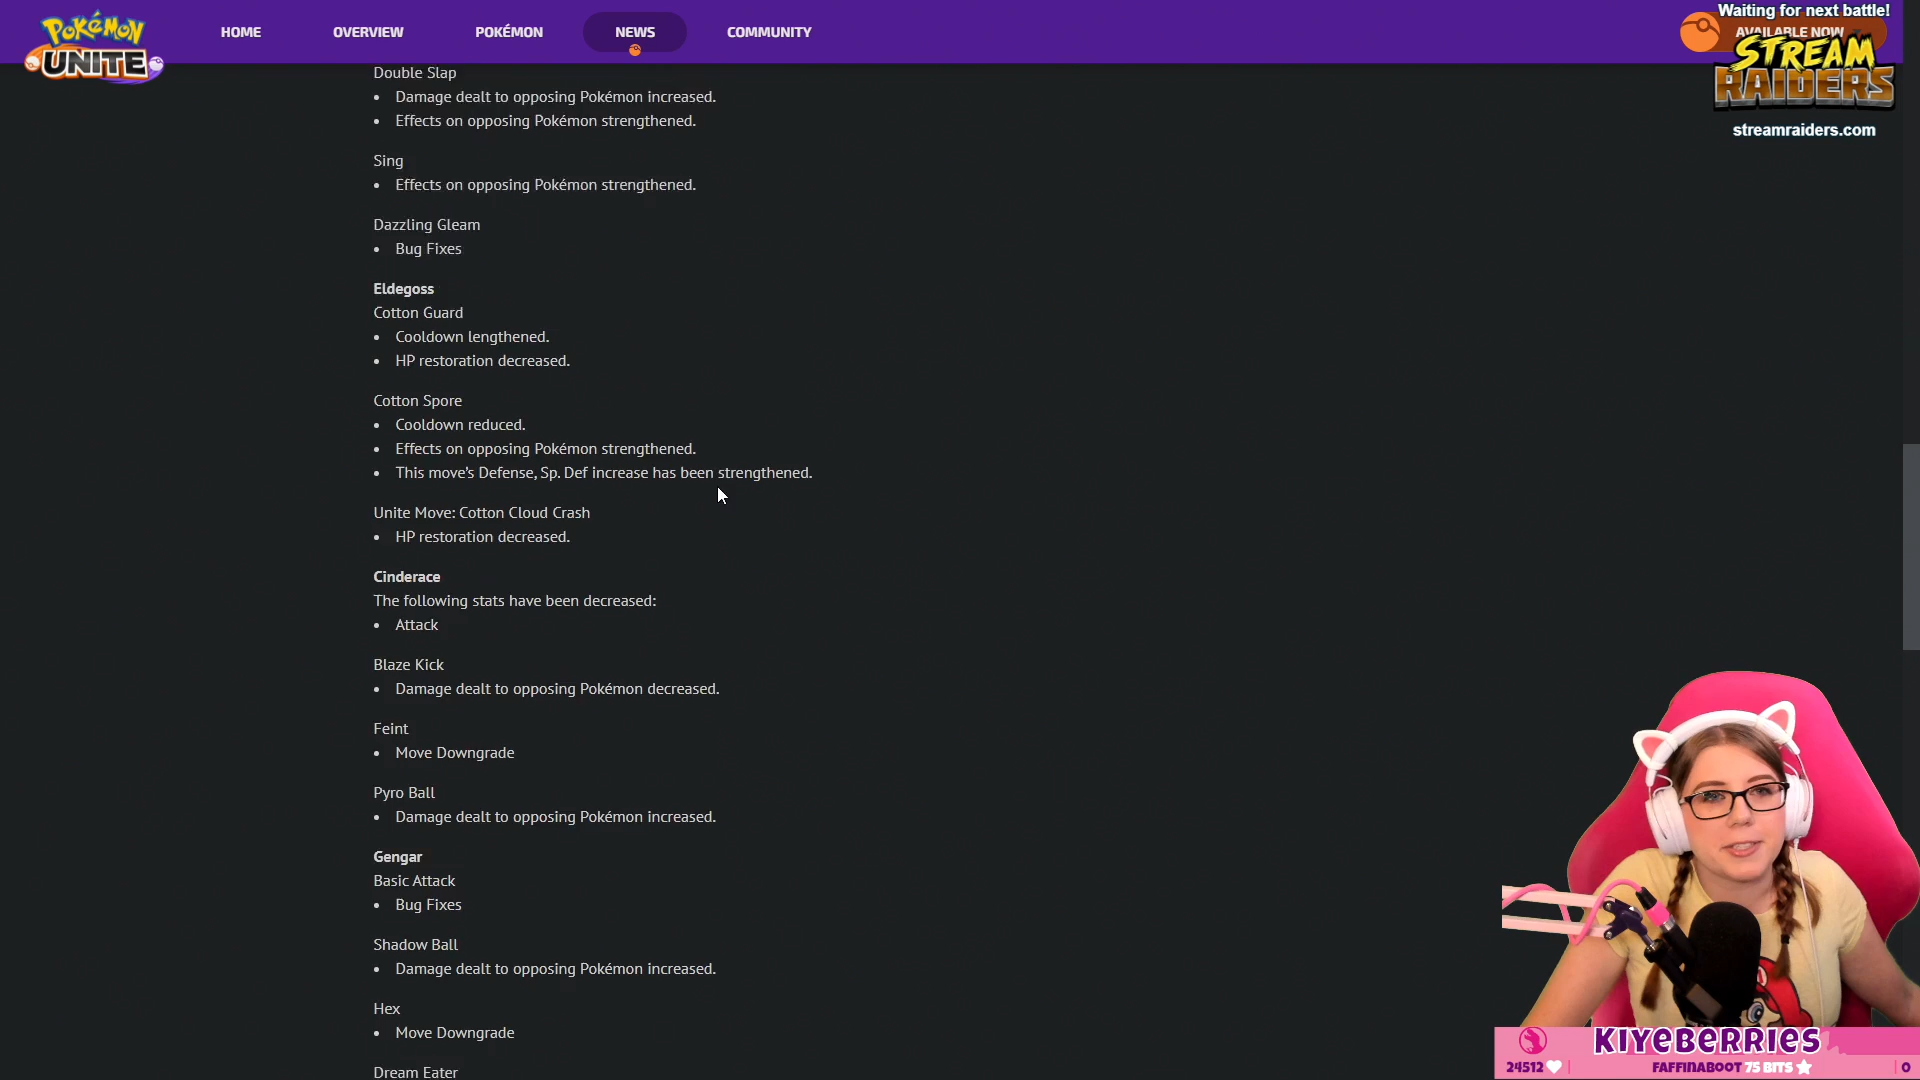 Pokémon UNITE
HOME OVERVIEW POKÉMON NEWS COMMUNITY
Waiting for next battle!
AVAILABLE NOW
STREAM RAIDERS
streamraiders.com
Double Slap
• Damage dealt to opposing Pokémon increased.
• Effects on opposing Pokémon strengthened.
Sing
• Effects on opposing Pokémon strengthened.
Dazzling Gleam
• Bug Fixes
Eldegoss
Cotton Guard
• Cooldown lengthened.
• HP restoration decreased.
Cotton Spore
• Cooldown reduced.
• Effects on opposing Pokémon strengthened.
• This move's Defense, Sp. Def increase has been strengthened.
Unite Move: Cotton Cloud Crash
• HP restoration decreased.
Cinderace
The following stats have been decreased:
• Attack
Blaze Kick
• Damage dealt to opposing Pokémon decreased.
Feint
• Move Downgrade
Pyro Ball
• Damage dealt to opposing Pokémon increased.
Gengar
Basic Attack
• Bug Fixes
Shadow Ball
• Damage dealt to opposing Pokémon increased.
Hex
• Move Downgrade
Dream Eater
KIYEBERRIES
24512 FAFFINABOOT 75 BITS 0